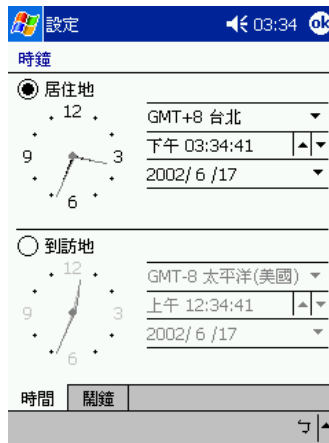 設定 03:34 ok
時鐘
居住地
12
9 3
6
GMT+8 台北
下午 03:34:41
2002/ 6 /17
到訪地
12
9 3
6
GMT-8 太平洋(美國)
上午 12:34:41
2002/ 6 /17
時間 鬧鐘
ㄅ